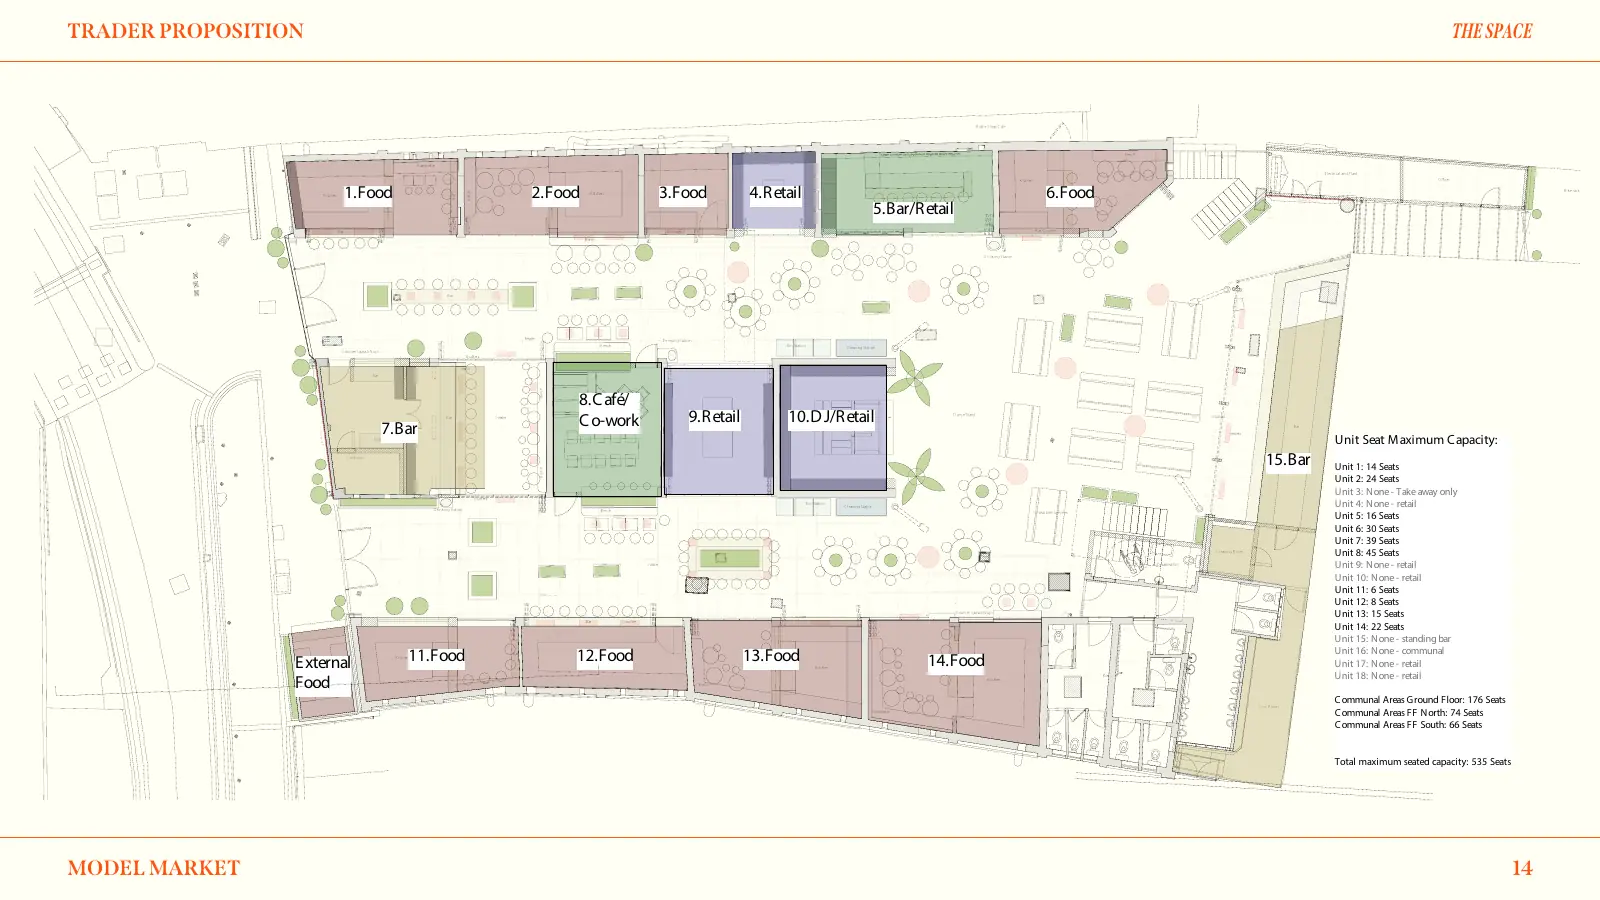 TRADER PROPOSITION
THE SPACE
1.Food
2.Food
3.Food
4.Retail
5.Bar/Retail
6.Food
7.Bar
8.Café/
Co-work
9.Retail
10.DJ/Retail
15.Bar
External
Food
11.Food
12.Food
13.Food
14.Food
Unit Seat Maximum Capacity:
Unit 1: 14 Seats
Unit 2: 24 Seats
Unit 3: None - Take away only
Unit 4: None - retail
Unit 5: 16 Seats
Unit 6: 30 Seats
Unit 7: 39 Seats
Unit 8: 45 Seats
Unit 9: None - retail
Unit 10: None - retail
Unit 11: 6 Seats
Unit 12: 8 Seats
Unit 13: 15 Seats
Unit 14: 22 Seats
Unit 15: None - standing bar
Unit 16: None - communal
Unit 17: None - retail
Unit 18: None - retail
Communal Areas Ground Floor: 176 Seats
Communal Areas FF North: 74 Seats
Communal Areas FF South: 66 Seats
Total maximum seated capacity: 535 Seats
MODEL MARKET
14